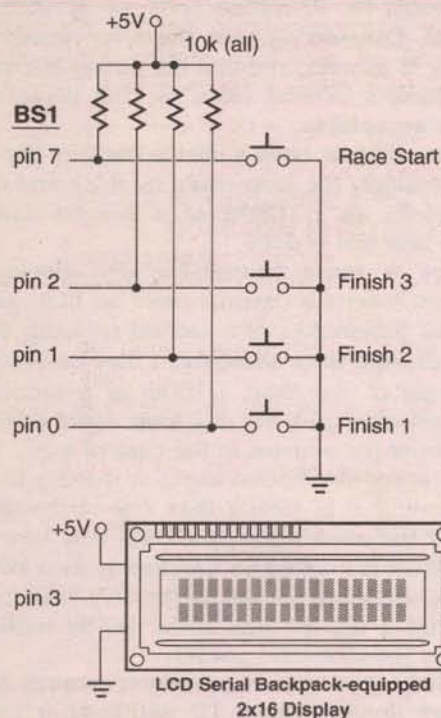 +5V
10k (all)
BS1
pin 7 Race Start
pin 2 Finish 3
pin 1 Finish 2
pin 0 Finish 1
+5V
pin 3
LCD Serial Backpack-equipped
2x16 Display